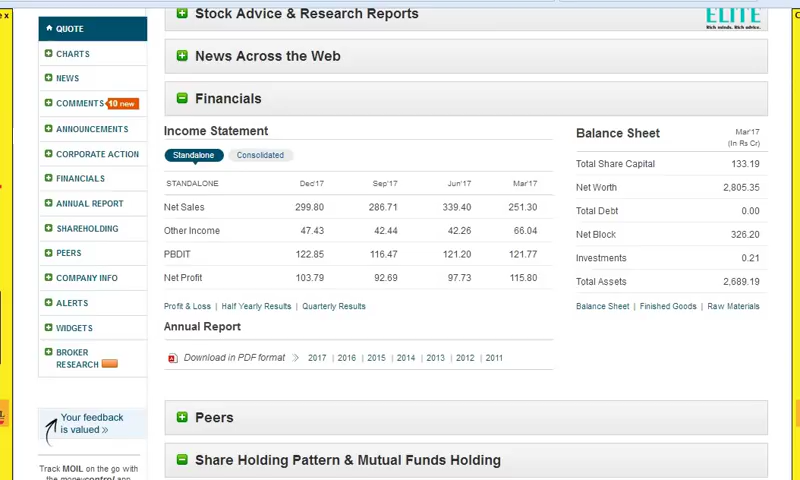 Stock Advice & Research Reports
ELITE
Rich minds. Rich advice.
QUOTE
CHARTS
NEWS
COMMENTS 10 new
ANNOUNCEMENTS
CORPORATE ACTION
FINANCIALS
ANNUAL REPORT
SHAREHOLDING
PEERS
COMPANY INFO
ALERTS
WIDGETS
BROKER
RESEARCH
Your feedback
is valued »
Track MOIL on the go with
the moneycontrol app
News Across the Web
Financials
Income Statement
Standalone Consolidated
STANDALONE Dec'17 Sep'17 Jun'17 Mar'17
Net Sales 299.80 286.71 339.40 251.30
Other Income 47.43 42.44 42.26 66.04
PBDIT 122.85 116.47 121.20 121.77
Net Profit 103.79 92.69 97.73 115.80
Profit & Loss | Half Yearly Results | Quarterly Results
Balance Sheet Mar'17
(In Rs Cr)
Total Share Capital 133.19
Net Worth 2,805.35
Total Debt 0.00
Net Block 326.20
Investments 0.21
Total Assets 2,689.19
Balance Sheet | Finished Goods | Raw Materials
Annual Report
Download in PDF format 2017 | 2016 | 2015 | 2014 | 2013 | 2012 | 2011
Peers
Share Holding Pattern & Mutual Funds Holding